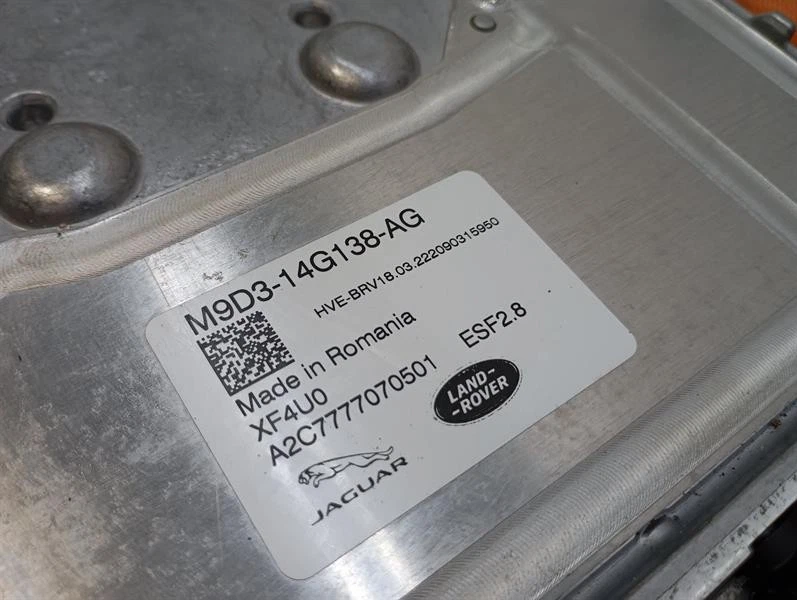 M9D3-14G138-AG
HVE-BRV18.03.222090315950
Made in Romania
XF4U0
ESF2.8
A2C7777070501
LAND-
-ROVER
JAGUAR